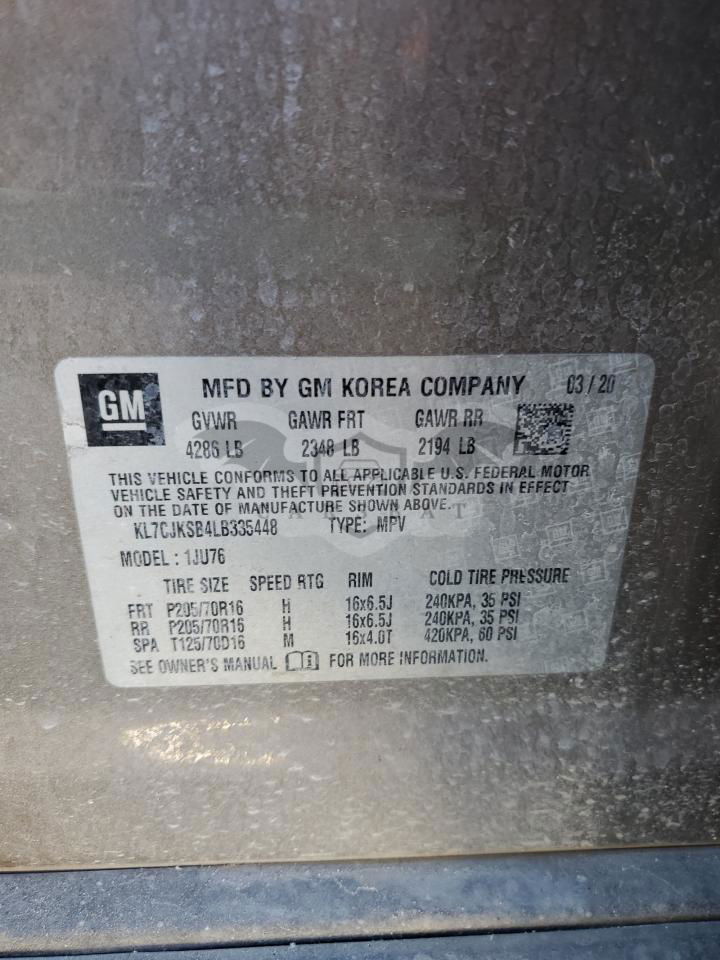 GM
MFD BY GM KOREA COMPANY 03/20
GVWR GAWR FRT GAWR RR
4286 LB 2348 LB 2194 LB
THIS VEHICLE CONFORMS TO ALL APPLICABLE U.S. FEDERAL MOTOR
VEHICLE SAFETY AND THEFT PREVENTION STANDARDS IN EFFECT
ON THE DATE OF MANUFACTURE SHOWN ABOVE.
KL7CJKSB4LB335448 TYPE: MPV
MODEL: 1JU76
TIRE SIZE SPEED RTG RIM COLD TIRE PRESSURE
FRT P205/70R16 H 16x6.5J 240KPA, 35 PSI
RR P205/70R16 H 16x6.5J 240KPA, 35 PSI
SPA T125/70D16 M 16x4.0T 420KPA, 60 PSI
SEE OWNER'S MANUAL FOR MORE INFORMATION.